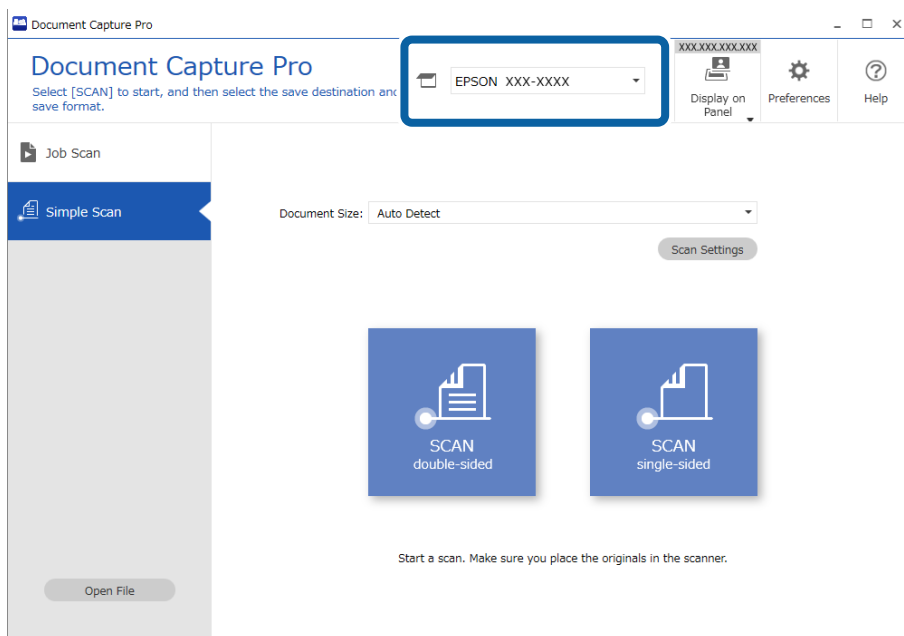 Document Capture Pro
Document Capture Pro
Select [SCAN] to start, and then select the save destination and
save format.
EPSON XXX-XXXX
XXX.XXX.XXX.XXX
Display on
Panel
Preferences
Help
Job Scan
Simple Scan
Document Size:
Auto Detect
Scan Settings
SCAN
double-sided
SCAN
single-sided
Start a scan. Make sure you place the originals in the scanner.
Open File